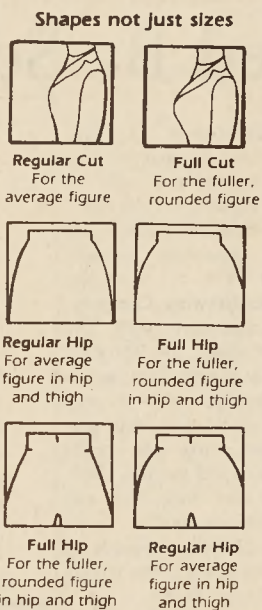 Shapes not just sizes
Regular Cut
For the
average figure
Full Cut
For the fuller,
rounded figure
Regular Hip
For average
figure in hip
and thigh
Full Hip
For the fuller,
rounded figure
in hip and thigh
Full Hip
For the fuller,
rounded figure
in hip and thigh
Regular Hip
For average
figure in hip
and thigh